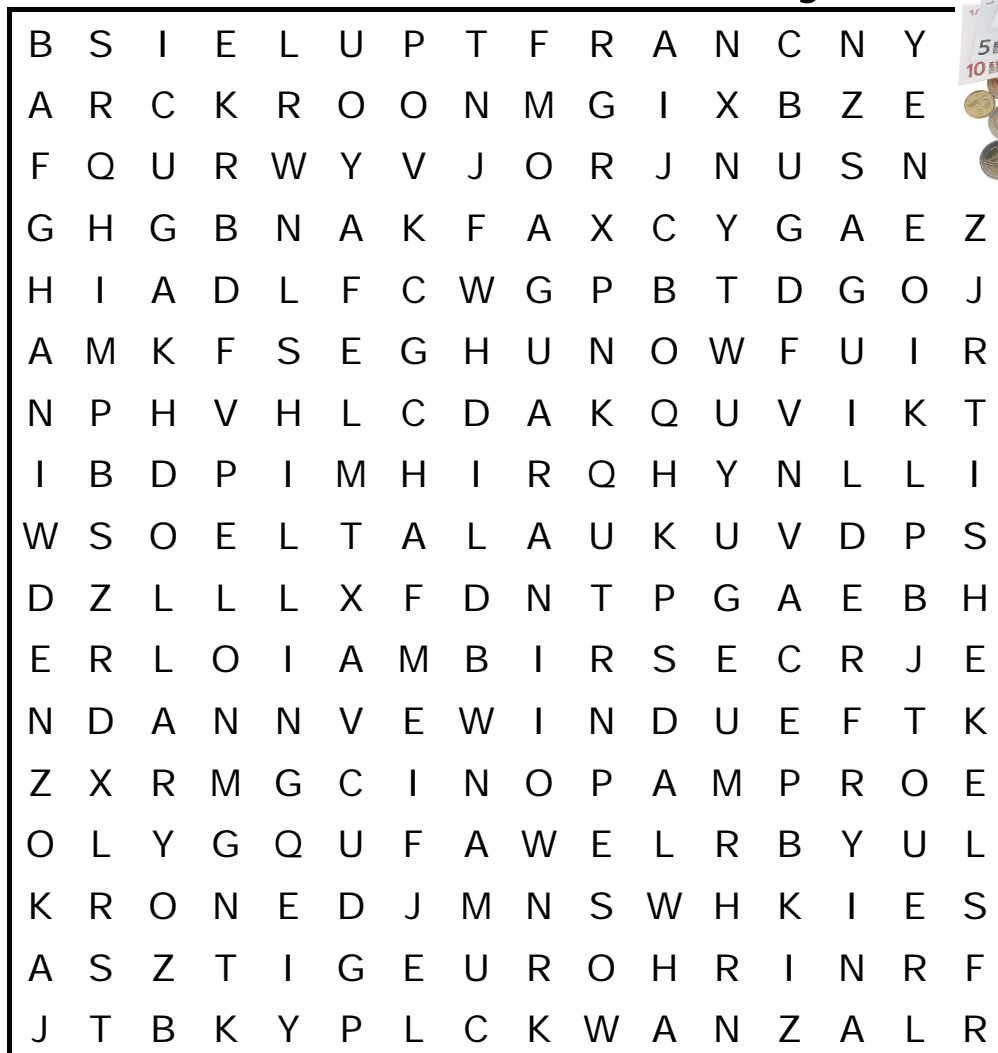 B S I E L U P T F R A N C N Y
A R C K R O O N M G I X B Z E
F Q U R W Y V J O R J N U S N
G H G B N A K F A X C Y G A E Z
H I A D L F C W G P B T D G O J
A M K F S E G H U N O W F U I R
N P H V H L C D A K Q U V I K T
I B D P I M H I R Q H Y N L L I
W S O E L T A L A U K U V D P S
D Z L L L X F D N T P G A E B H
E R L O I A M B I R S E C R J E
N D A N N V E W I N D U E F T K
Z X R M G C I N O P A M P R O E
O L Y G Q U F A W E L R B Y U L
K R O N E D J M N S W H K I E S
A S Z T I G E U R O H R I N R F
J T B K Y P L C K W A N Z A L R